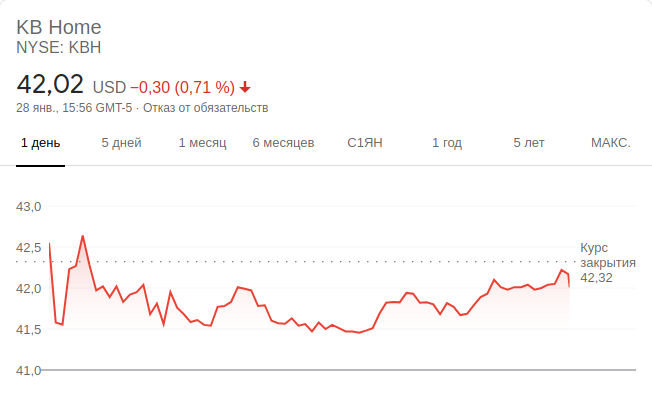 KB Home
NYSE: KBH
42,02 USD −0,30 (0,71 %)
28 янв., 15:56 GMT-5 · Отказ от обязательств
1 день 5 дней 1 месяц 6 месяцев С1ЯН 1 год 5 лет МАКС.
43,0
42,5
42,0
41,5
41,0
Курс
закрытия
42,32